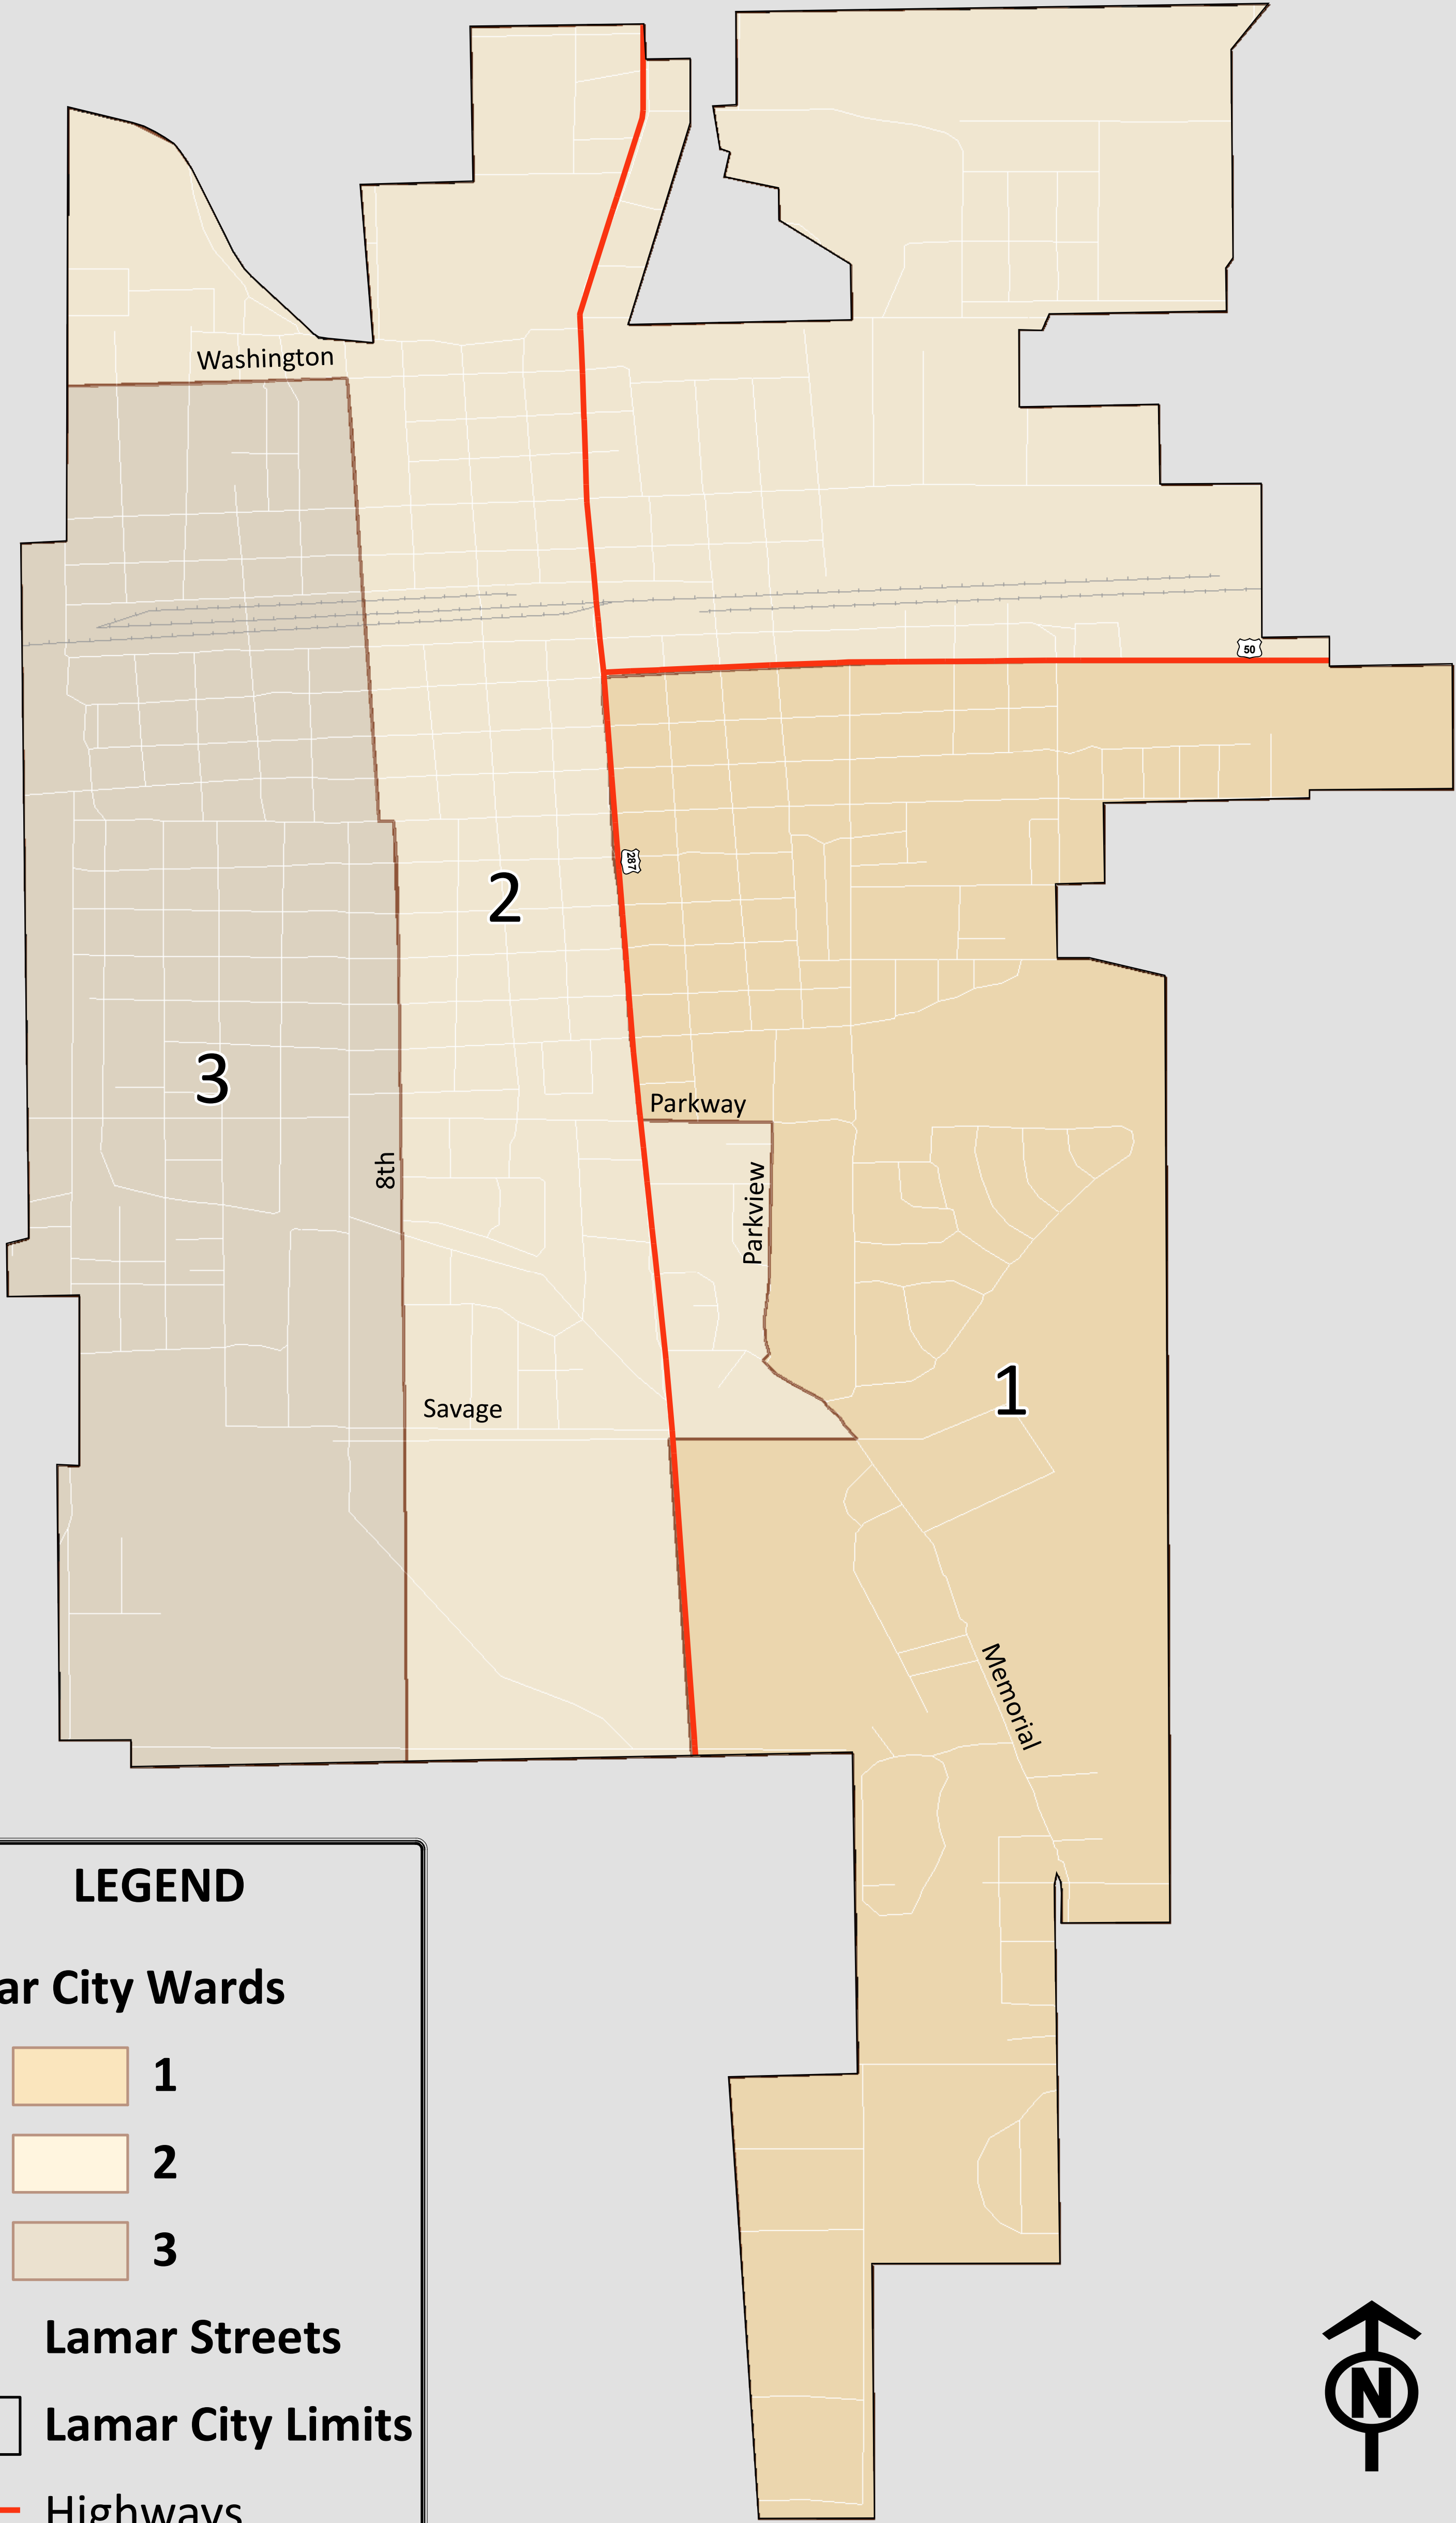 Washington
50
287
2
3
Parkway
8th
Parkview
1
Savage
Memorial
LEGEND
ar City Wards
1
2
3
Lamar Streets
Lamar City Limits
Highways
N